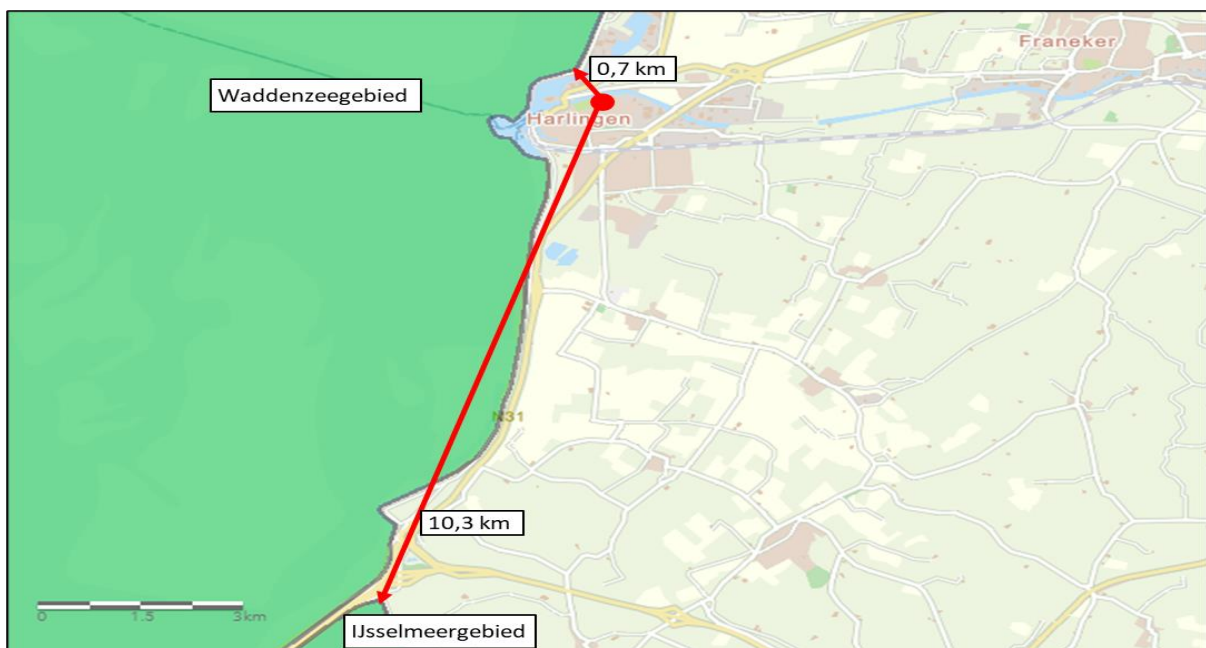 Franeker
0,7 km
Waddenzeegebied
Harlingen
N31
10,3 km
0 1.5 3km
IJsselmeergebied